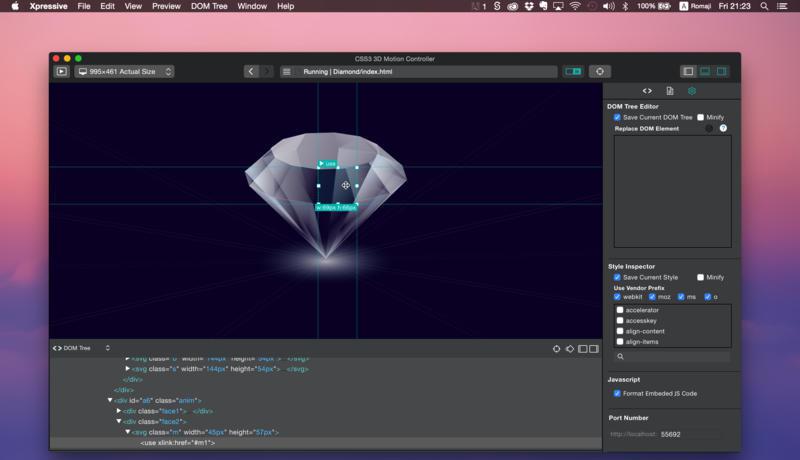 Xpressive File Edit View Preview DOM Tree Window Help
1 100% A Romaji Fri 21:23
CSS3 3D Motion Controller
995×461 Actual Size
Running | Diamond/index.html
use
w:69px h:66px
DOM Tree Editor
Save Current DOM Tree Minify
Replace DOM Element ?
Style Inspector
Save Current Style Minify
Use Vendor Prefix
webkit moz ms o
accelerator
accesskey
align-content
align-items
Javascript
Format Embeded JS Code
Port Number
http://localhost: 55692
DOM Tree
<svg class="b" width="144px" height="54px"> </svg>
<svg class="s" width="144px" height="54px"> </svg>
</div>
</div>
<div id="a6" class="anim">
<div class="face1"> </div>
<div class="face2">
<svg class="m" width="45px" height="57px">
<use xlink:href="#m1">